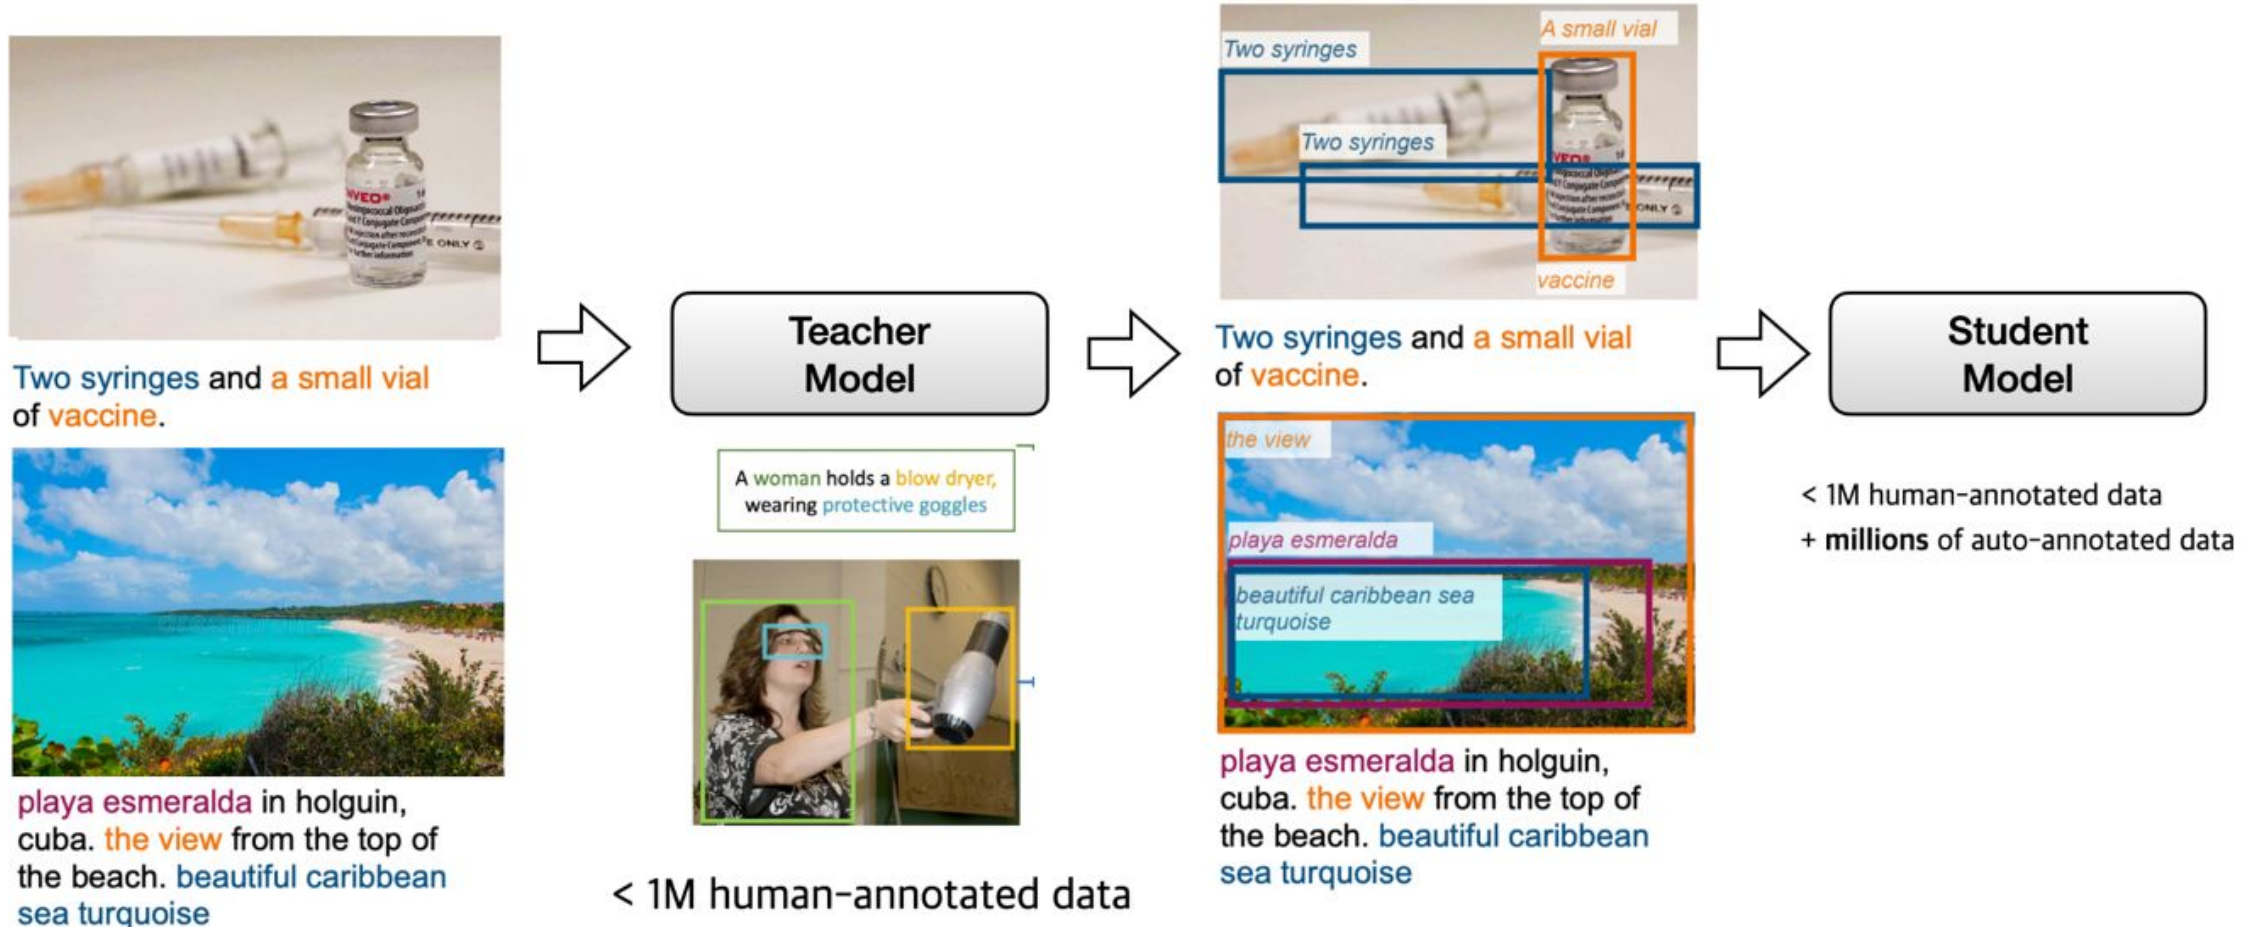 Two syringes and a small vial
of vaccine.
playa esmeralda in holguin,
cuba. the view from the top of
the beach. beautiful caribbean
sea turquoise
Teacher
Model
A woman holds a blow dryer,
wearing protective goggles
< 1M human-annotated data
A small vial
Two syringes
Two syringes
VEO®
ONLY
vaccine
Two syringes and a small vial
of vaccine.
the view
playa esmeralda
beautiful caribbean sea
turquoise
playa esmeralda in holguin,
cuba. the view from the top of
the beach. beautiful caribbean
sea turquoise
Student
Model
< 1M human-annotated data
+ millions of auto-annotated data